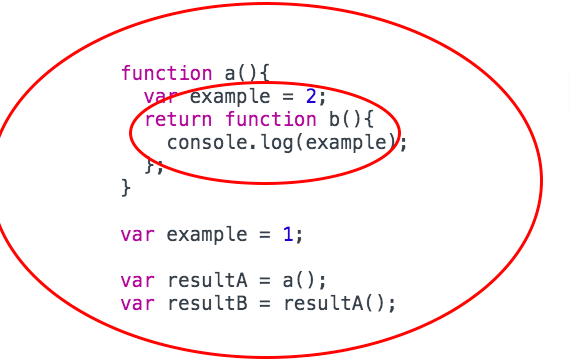 function a(){
  var example = 2;
  return function b(){
    console.log(example);
  };
}

var example = 1;

var resultA = a();
var resultB = resultA();